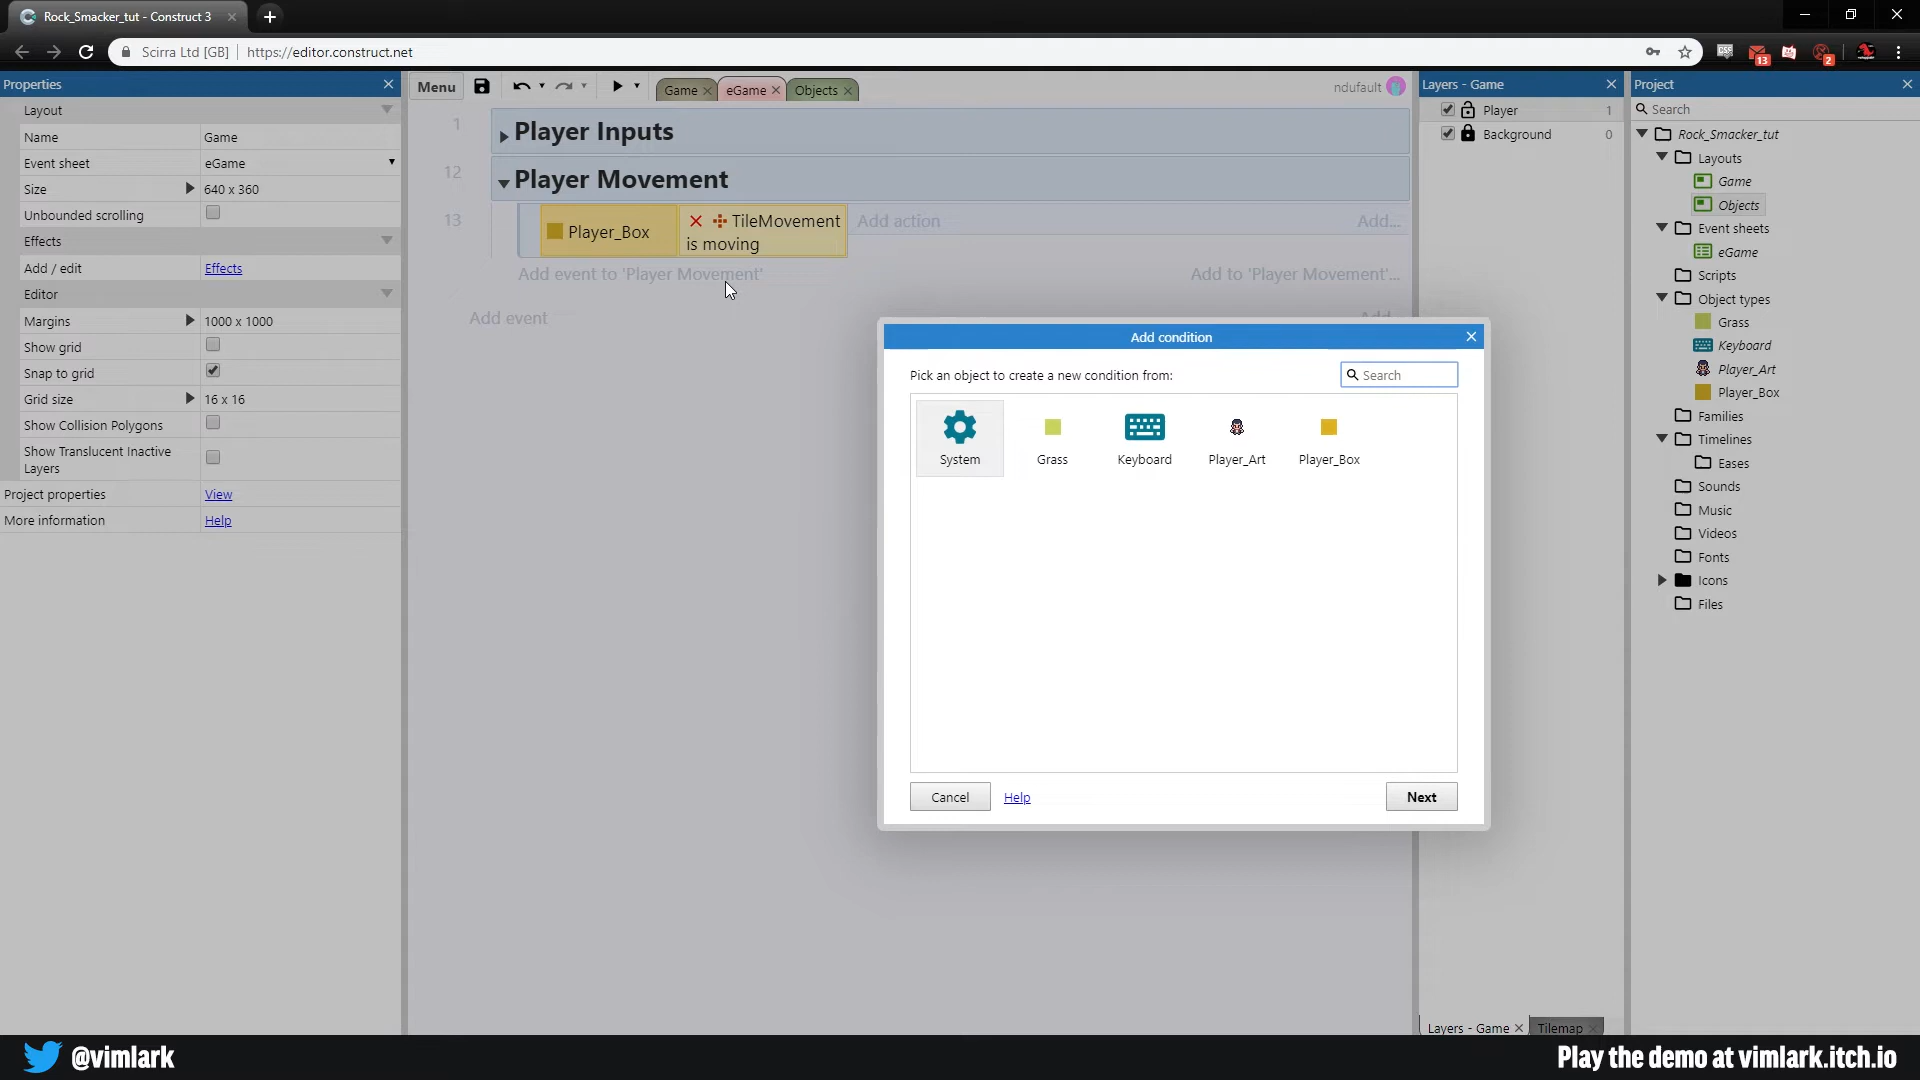 Rock_Smacker_tut - Construct 3
Scirra Ltd [GB] https://editor.construct.net
13
2
Properties
Layout
Name Game
Event sheet eGame
Size 640 x 360
Unbounded scrolling
Effects
Add / edit Effects
Editor
Margins 1000 x 1000
Show grid
Snap to grid
Grid size 16 x 16
Show Collision Polygons
Show Translucent Inactive
Layers
Project properties View
More information Help
Menu
Game
eGame
Objects
ndufault
1 Player Inputs
12 Player Movement
13 Player_Box TileMovement
is moving
Add action Add...
Add event to 'Player Movement' Add to 'Player Movement'...
Add event Add...
Add condition
Pick an object to create a new condition from:
Search
System
Grass
Keyboard
Player_Art
Player_Box
Cancel
Help
Next
Layers - Game
Player 1
Background 0
Layers - Game
Tilemap
Project
Search
Rock_Smacker_tut
Layouts
Game
Objects
Event sheets
eGame
Scripts
Object types
Grass
Keyboard
Player_Art
Player_Box
Families
Timelines
Eases
Sounds
Music
Videos
Fonts
Icons
Files
@vimlark
Play the demo at vimlark.itch.io